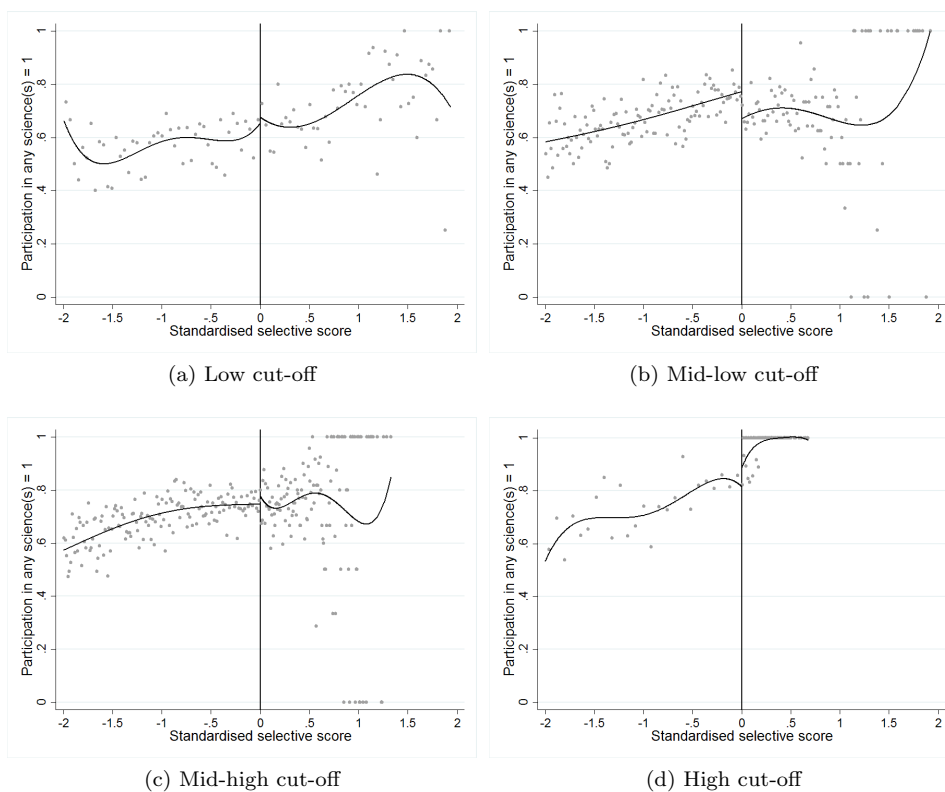 Participation in any science(s) = 1
0 .2 .4 .6 .8 1
-2 -1.5 -1 -.5 0 .5 1 1.5 2
Standardised selective score
(a) Low cut-off
Participation in any science(s) = 1
0 .2 .4 .6 .8 1
-2 -1.5 -1 -.5 0 .5 1 1.5 2
Standardised selective score
(b) Mid-low cut-off
Participation in any science(s) = 1
0 .2 .4 .6 .8 1
-2 -1.5 -1 -.5 0 .5 1 1.5 2
Standardised selective score
(c) Mid-high cut-off
Participation in any science(s) = 1
0 .2 .4 .6 .8 1
-2 -1.5 -1 -.5 0 .5 1 1.5 2
Standardised selective score
(d) High cut-off